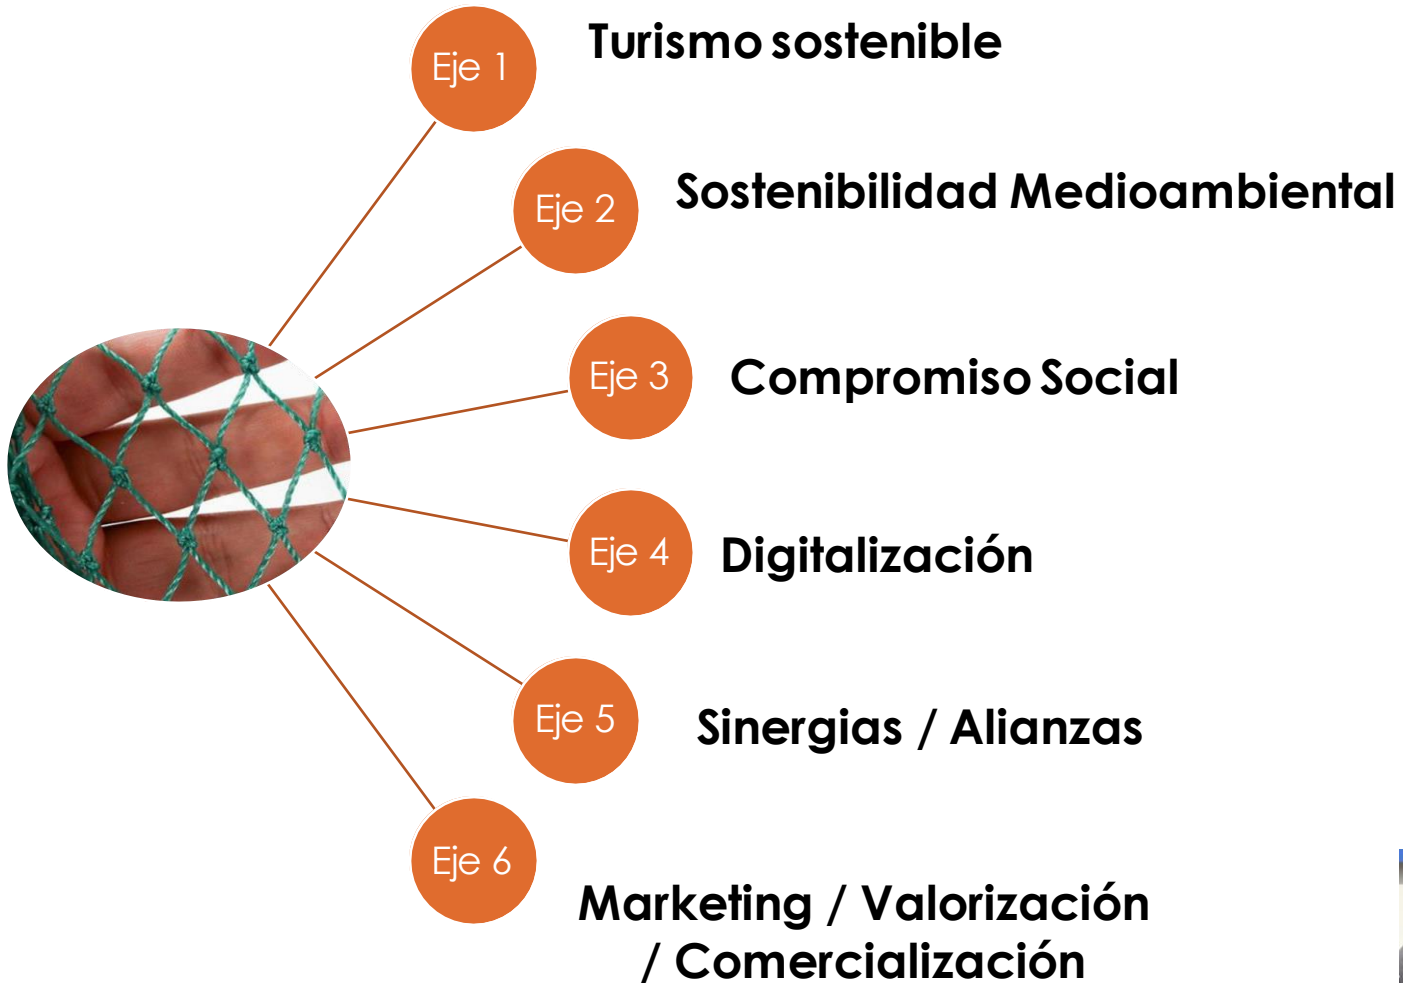 Eje 1
Turismo sostenible
Eje 2
Sostenibilidad Medioambiental
Eje 3
Compromiso Social
Eje 4
Digitalización
Eje 5
Sinergias / Alianzas
Eje 6
Marketing / Valorización
/ Comercialización